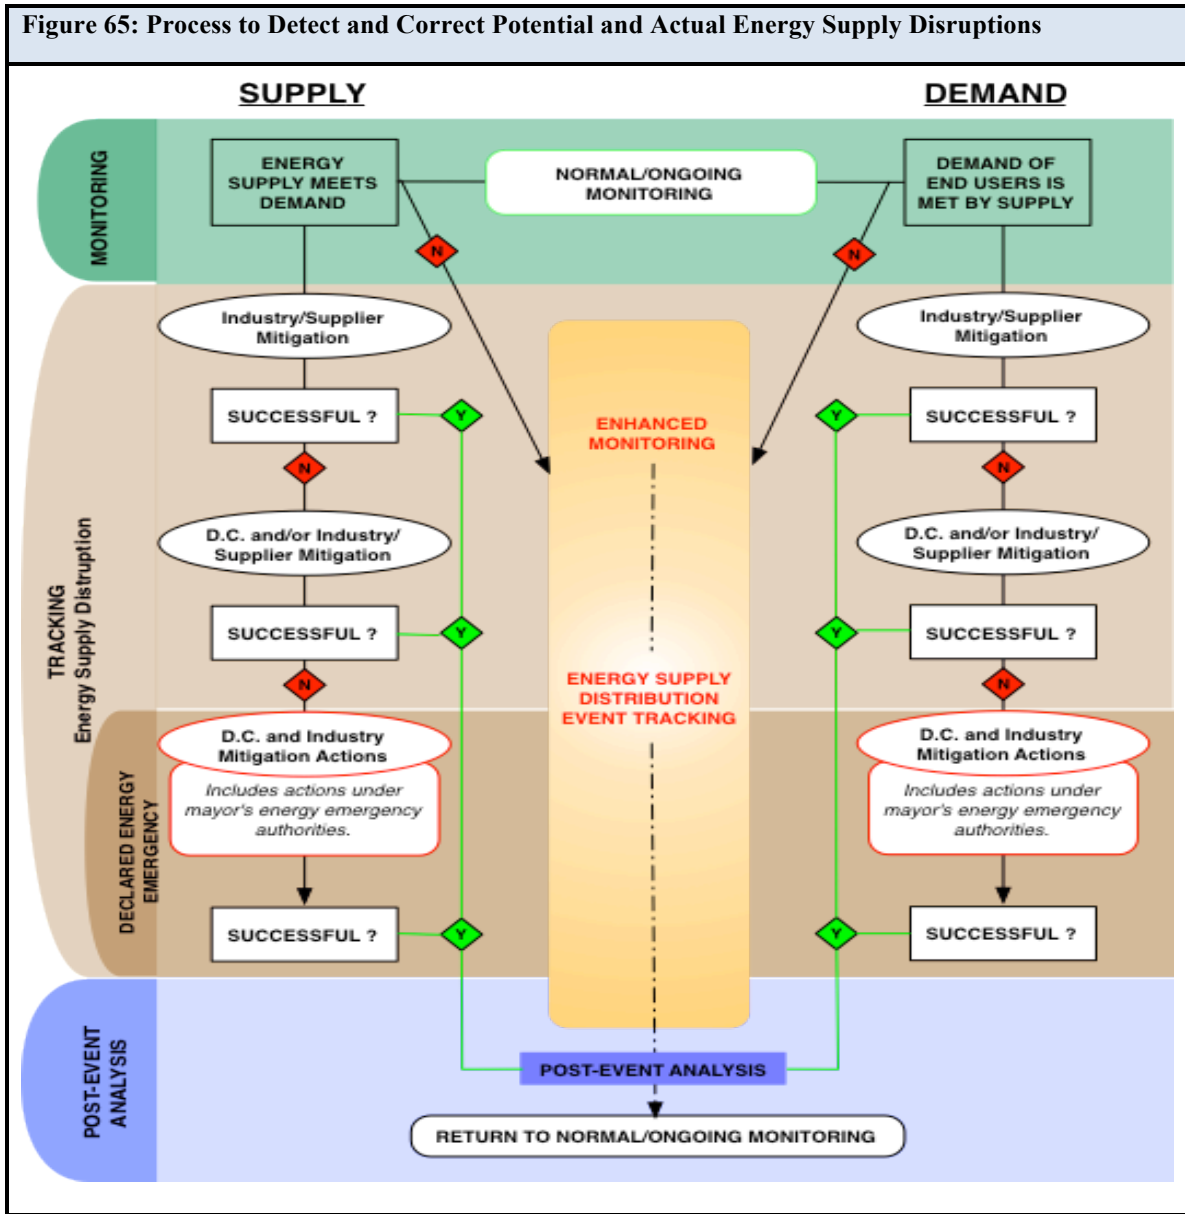 Figure 65: Process to Detect and Correct Potential and Actual Energy Supply Disruptions
SUPPLY
DEMAND
MONITORING
ENERGY
SUPPLY MEETS
DEMAND
NORMAL/ONGOING
MONITORING
DEMAND OF
END USERS IS
MET BY SUPPLY
N
N
TRACKING
Energy Supply Distruption
Industry/Supplier
Mitigation
Industry/Supplier
Mitigation
SUCCESSFUL ?
Y
ENHANCED
MONITORING
Y
SUCCESSFUL ?
N
N
D.C. and/or Industry/
Supplier Mitigation
D.C. and/or Industry/
Supplier Mitigation
SUCCESSFUL ?
Y
Y
SUCCESSFUL ?
N
ENERGY SUPPLY
DISTRIBUTION
EVENT TRACKING
N
DECLARED ENERGY
EMERGENCY
D.C. and Industry
Mitigation Actions
Includes actions under
mayor's energy emergency
authorities.
D.C. and Industry
Mitigation Actions
Includes actions under
mayor's energy emergency
authorities.
SUCCESSFUL ?
Y
Y
SUCCESSFUL ?
POST-EVENT
ANALYSIS
POST-EVENT ANALYSIS
RETURN TO NORMAL/ONGOING MONITORING